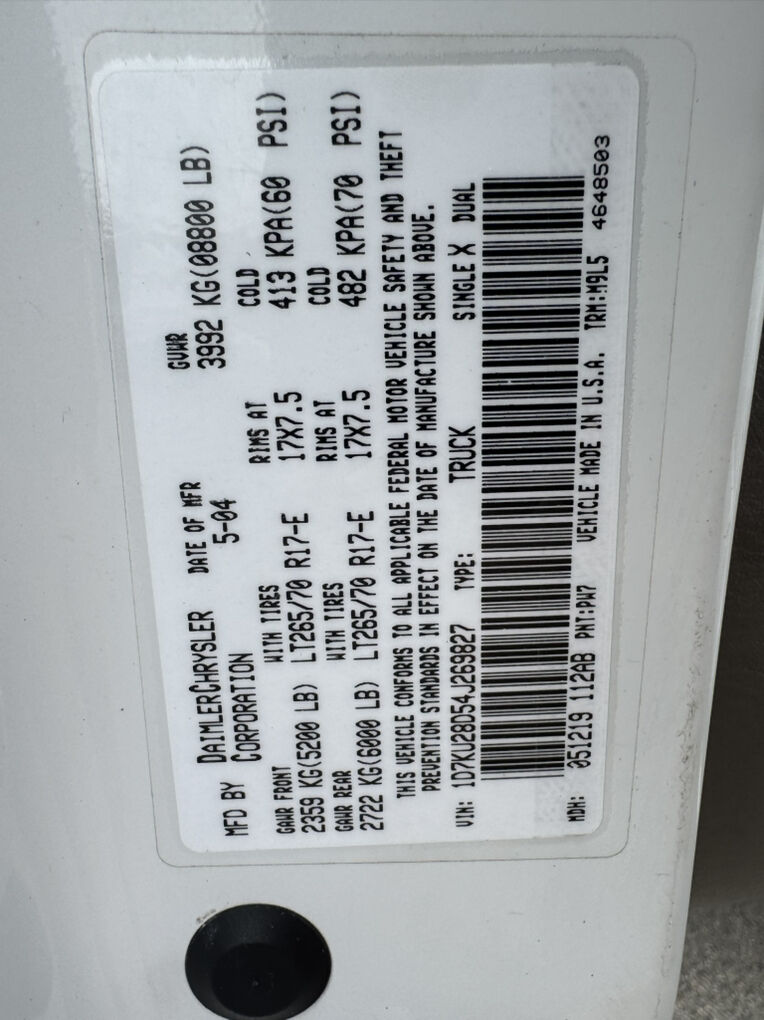 MFD BY DAIMLERCHRYSLER CORPORATION
DATE OF MFR 5-04
GVWR 3992 KG(08800 LB)
GAWR FRONT WITH TIRES RIMS AT COLD
2359 KG(5200 LB) LT265/70 R17-E 17X7.5 413 KPA(60 PSI)
GAWR REAR WITH TIRES RIMS AT COLD
2722 KG(6000 LB) LT265/70 R17-E 17X7.5 482 KPA(70 PSI)
THIS VEHICLE CONFORMS TO ALL APPLICABLE FEDERAL MOTOR VEHICLE SAFETY AND THEFT
PREVENTION STANDARDS IN EFFECT ON THE DATE OF MANUFACTURE SHOWN ABOVE.
VIN: 1D7KU28D54J269827 TYPE: TRUCK SINGLE X DUAL
MDH: 051219 112AB PNT:PW7 VEHICLE MADE IN U.S.A. TRM:M9L5 4648503